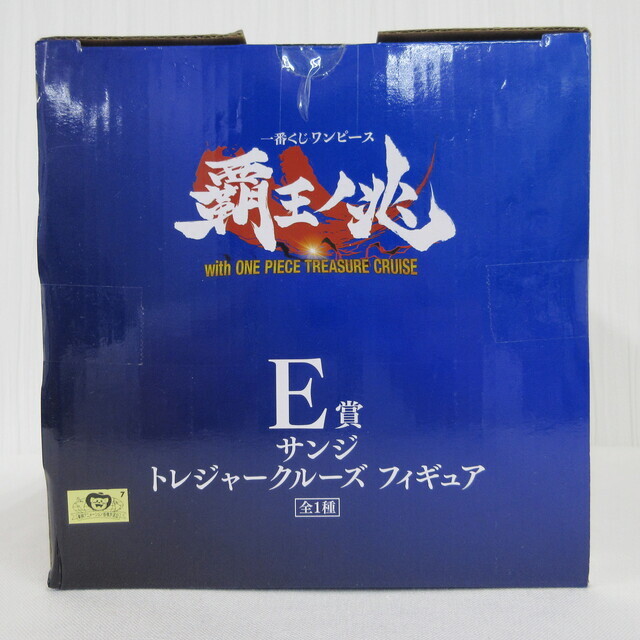 一番くじ ワンピース
覇王ノ兆
with ONE PIECE TREASURE CRUISE
E賞
サンジ
トレジャークルーズ フィギュア
全1種
7